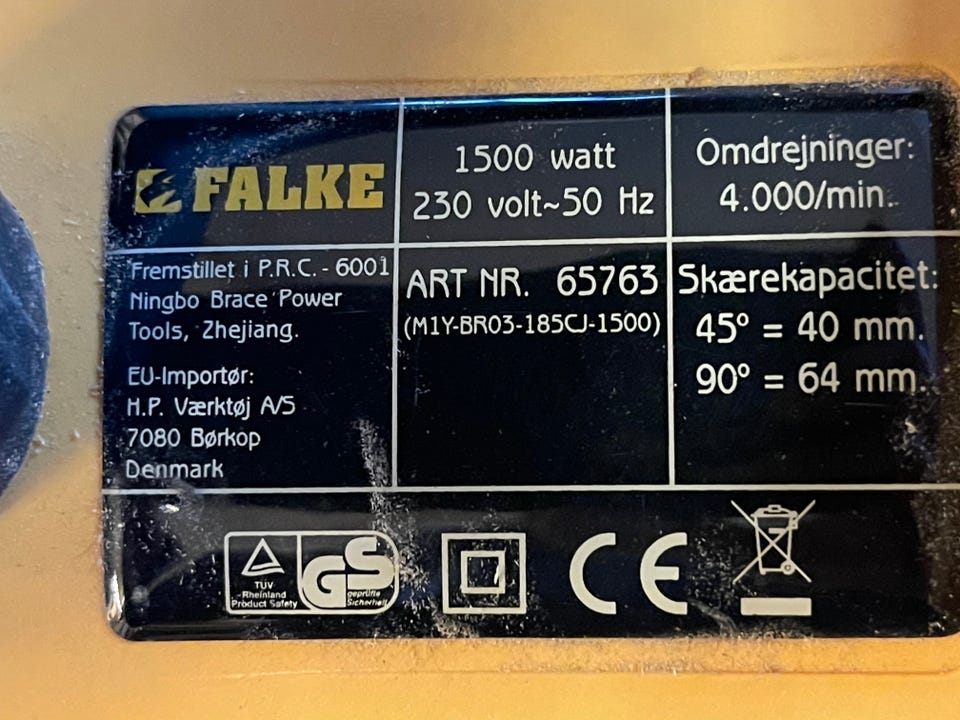 FALKE
1500 watt
230 volt~50 Hz
Omdrejninger:
4.000/min.
Fremstillet i P.R.C. - 6001
Ningbo Brace Power
Tools, Zhejiang.
EU-Importør:
H.P. Værktøj A/S
7080 Børkop
Denmark
ART NR. 65763
(M1Y-BR03-185CJ-1500)
Skærekapacitet:
45° = 40 mm.
90° = 64 mm.
TÜV
Rheinland
Product Safety
GS
geprüfte
Sicherheit
CE